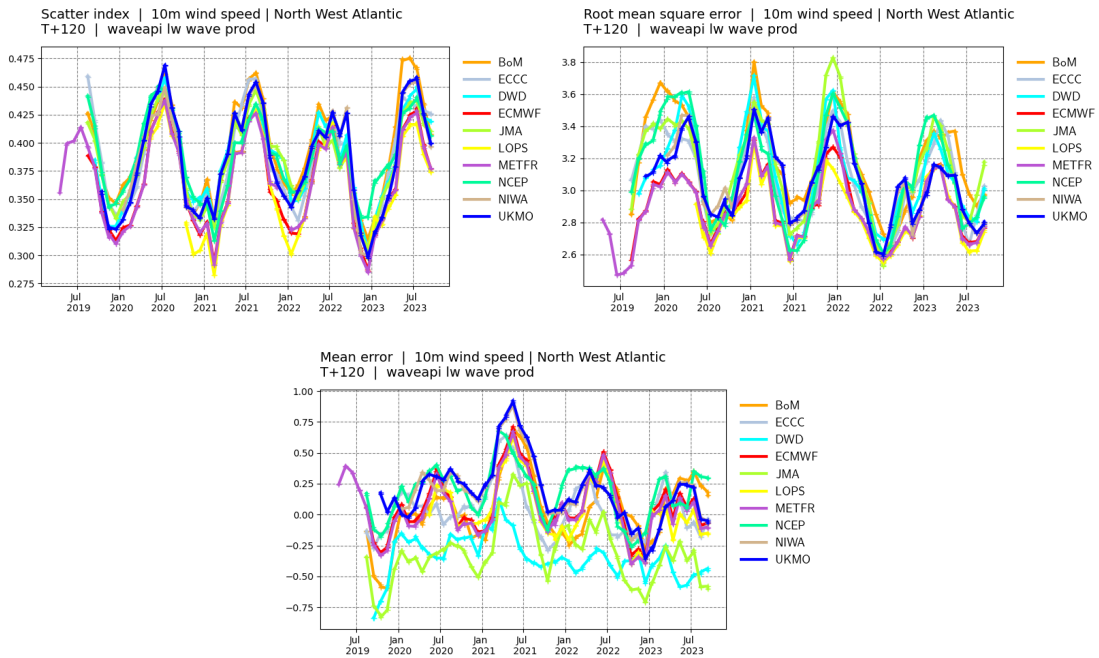 Scatter index | 10m wind speed | North West Atlantic
T+120 | waveapi lw wave prod
0.475
0.450
0.425
0.400
0.375
0.350
0.325
0.300
0.275
Jul Jan Jul Jan Jul Jan Jul Jan Jul
2019 2020 2020 2021 2021 2022 2022 2023 2023
BoM
ECCC
DWD
ECMWF
JMA
LOPS
METFR
NCEP
NIWA
UKMO
Root mean square error | 10m wind speed | North West Atlantic
T+120 | waveapi lw wave prod
3.8
3.6
3.4
3.2
3.0
2.8
2.6
Jul Jan Jul Jan Jul Jan Jul Jan Jul
2019 2020 2020 2021 2021 2022 2022 2023 2023
BoM
ECCC
DWD
ECMWF
JMA
LOPS
METFR
NCEP
NIWA
UKMO
Mean error | 10m wind speed | North West Atlantic
T+120 | waveapi lw wave prod
1.00
0.75
0.50
0.25
0.00
−0.25
−0.50
−0.75
Jul Jan Jul Jan Jul Jan Jul Jan Jul
2019 2020 2020 2021 2021 2022 2022 2023 2023
BoM
ECCC
DWD
ECMWF
JMA
LOPS
METFR
NCEP
NIWA
UKMO